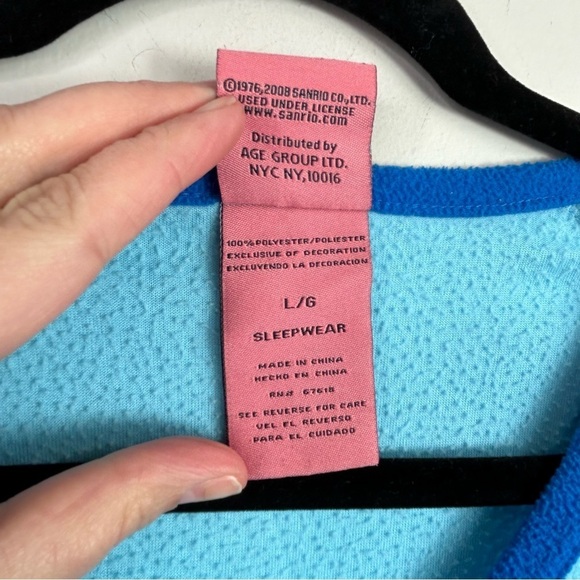 ©1976,2008 SANRIO CO.,LTD.
USED UNDER LICENSE
www.sanrio.com
Distributed by
AGE GROUP LTD.
NYC NY,10016
100%POLYESTER/POLIESTER
EXCLUSIVE OF DECORATION
EXCLUYENDO LA DECORACION
L/G
SLEEPWEAR
MADE IN CHINA
HECHO EN CHINA
RN# 67618
SEE REVERSE FOR CARE
VEL EL REVERSO
PARA EL CUIDADO